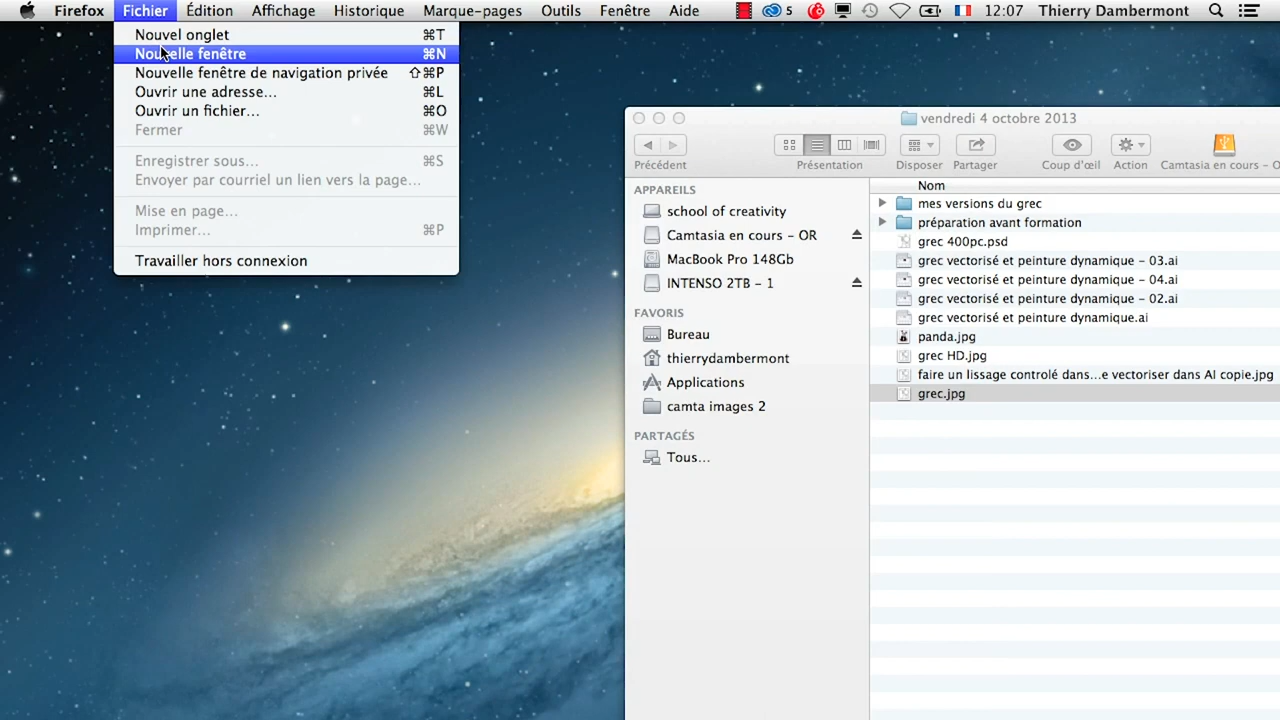 Firefox Fichier Édition Affichage Historique Marque-pages Outils Fenêtre Aide 5 12:07 Thierry Dambermont
Nouvel onglet ⌘T
Nouvelle fenêtre ⌘N
Nouvelle fenêtre de navigation privée ⇧⌘P
Ouvrir une adresse... ⌘L
Ouvrir un fichier... ⌘O
Fermer ⌘W
Enregistrer sous... ⌘S
Envoyer par courriel un lien vers la page...
Mise en page...
Imprimer... ⌘P
Travailler hors connexion
vendredi 4 octobre 2013
Précédent Présentation Disposer Partager Coup d'œil Action Camtasia en cours - O
APPAREILS
school of creativity
Camtasia en cours - OR
MacBook Pro 148Gb
INTENSO 2TB - 1
FAVORIS
Bureau
thierrydambermont
Applications
camta images 2
PARTAGÉS
Tous...
Nom
mes versions du grec
préparation avant formation
grec 400pc.psd
grec vectorisé et peinture dynamique - 03.ai
grec vectorisé et peinture dynamique - 04.ai
grec vectorisé et peinture dynamique - 02.ai
grec vectorisé et peinture dynamique.ai
panda.jpg
grec HD.jpg
faire un lissage controlé dans...e vectoriser dans AI copie.jpg
grec.jpg